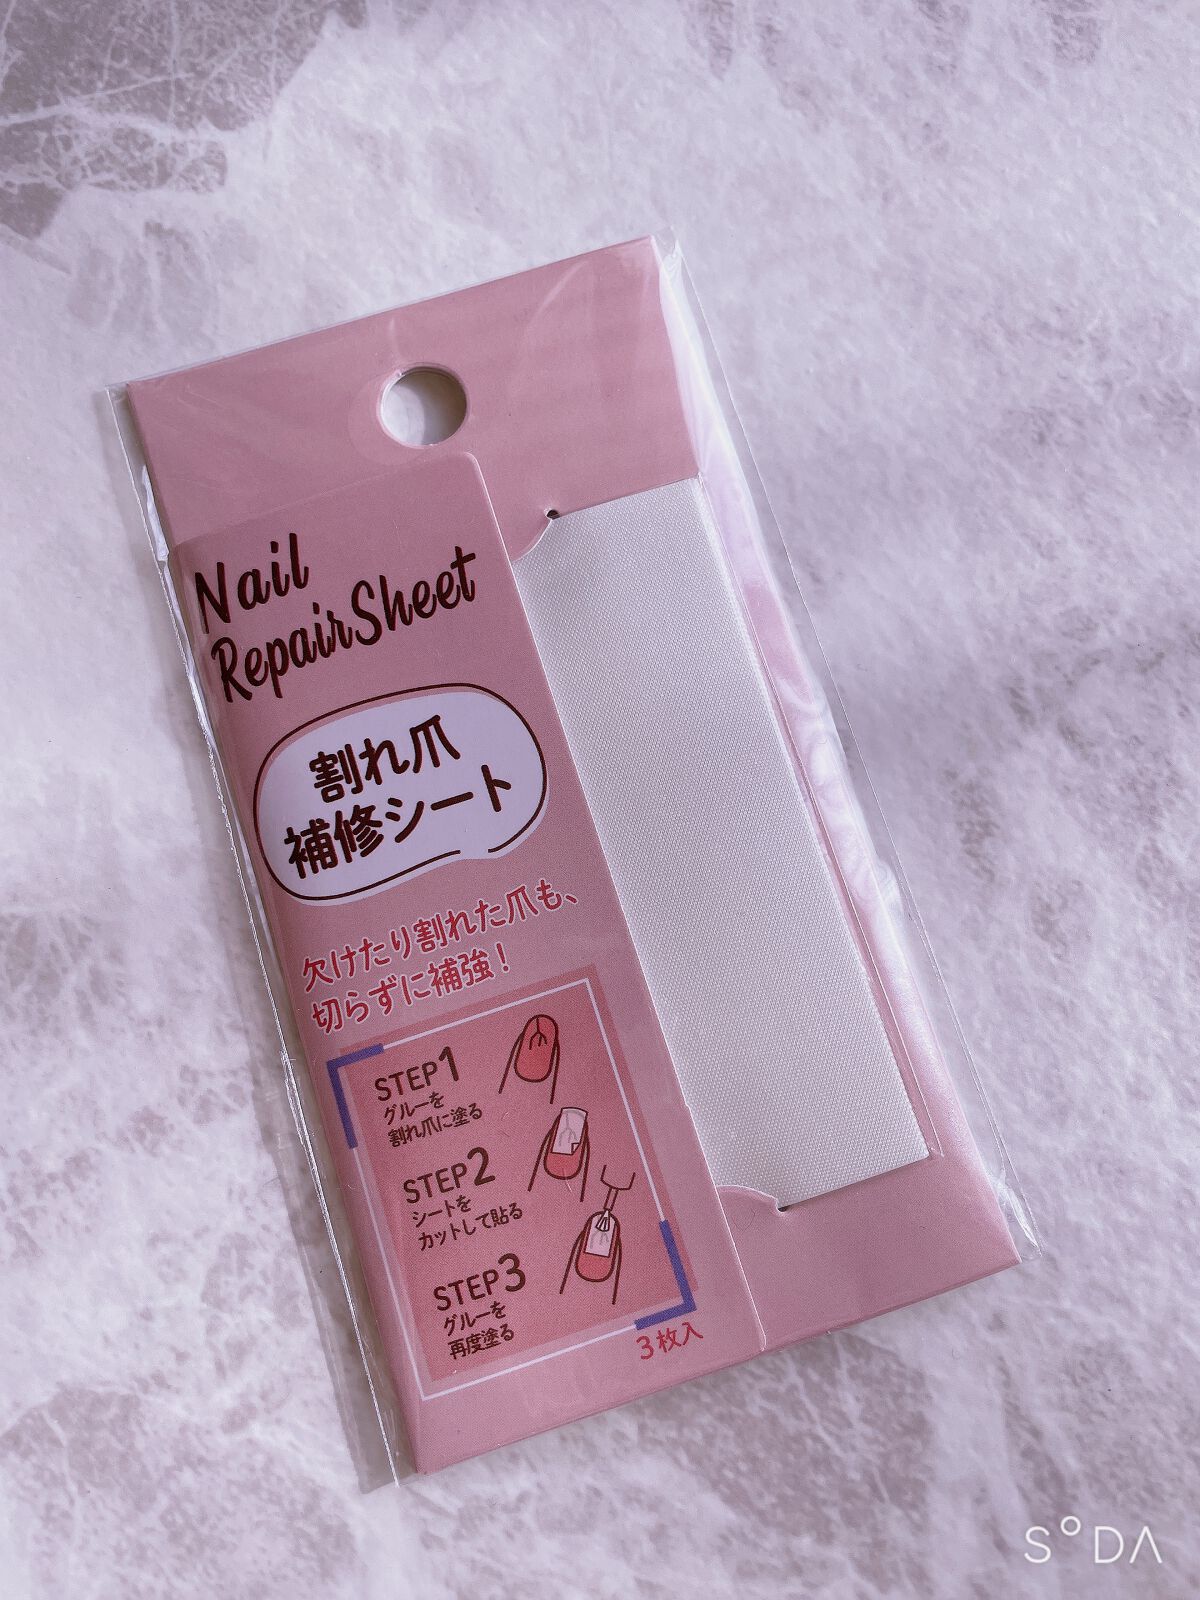 Nail
Repair Sheet
割れ爪
補修シート
欠けたり割れた爪も、
切らずに補強！
STEP1
グルーを
割れ爪に塗る
STEP2
シートを
カットして貼る
STEP3
グルーを
再度塗る
3枚入
SODA